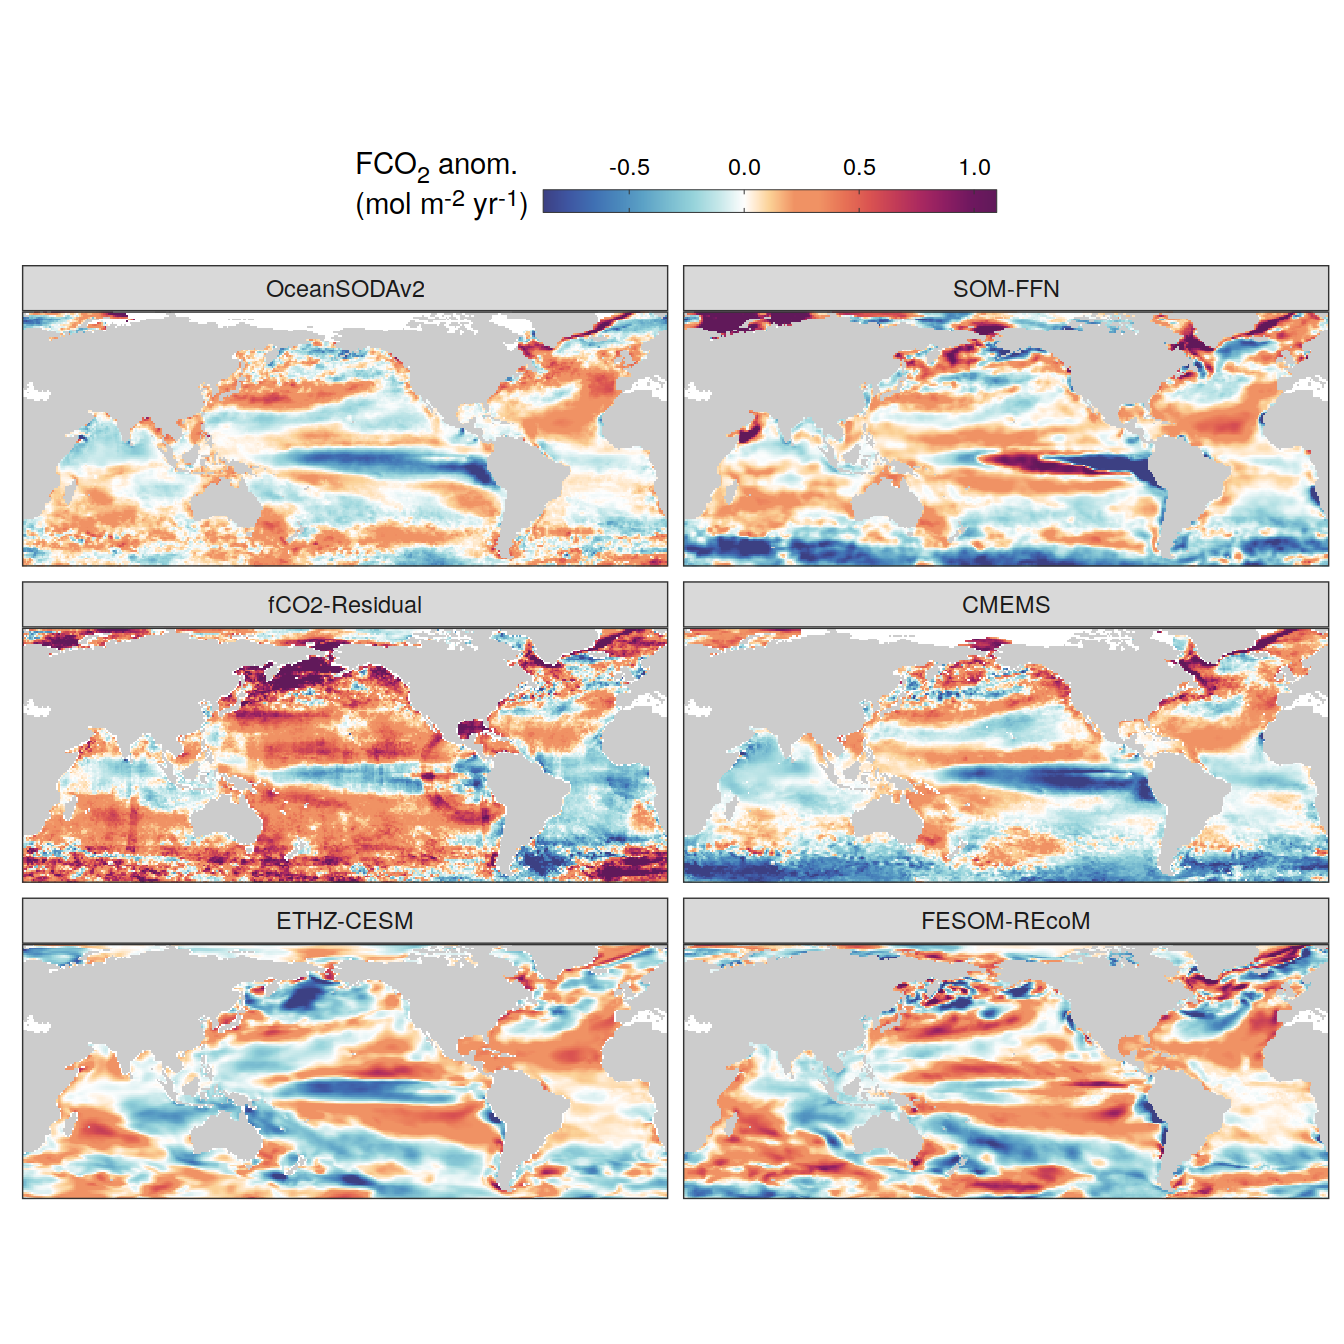 FCO2 anom.
(mol m-2 yr-1)
-0.5 0.0 0.5 1.0
OceanSODAv2
SOM-FFN
fCO2-Residual
CMEMS
ETHZ-CESM
FESOM-REcoM